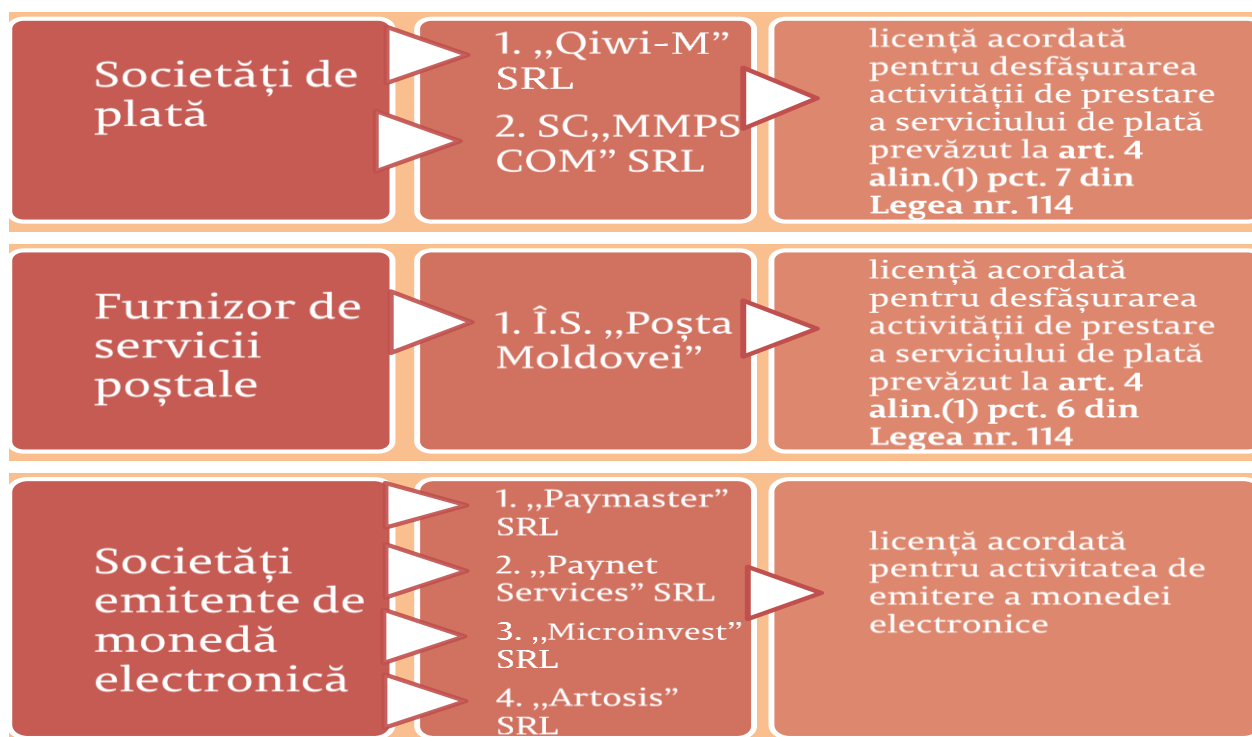 Societăți de
plată
1. ,,Qiwi-M”
SRL
2. SC,,MMPS
COM” SRL
licență acordată
pentru desfășurarea
activității de prestare
a serviciului de plată
prevăzut la art. 4
alin.(1) pct. 7 din
Legea nr. 114
Furnizor de
servicii
poștale
1. Î.S. ,,Poșta
Moldovei”
licență acordată
pentru desfășurarea
activității de prestare
a serviciului de plată
prevăzut la art. 4
alin.(1) pct. 6 din
Legea nr. 114
Societăți
emitente de
monedă
electronică
1. ,,Paymaster”
SRL
2. ,,Paynet
Services” SRL
3. ,,Microinvest”
SRL
4. ,,Artosis”
SRL
licență acordată
pentru activitatea de
emitere a monedei
electronice